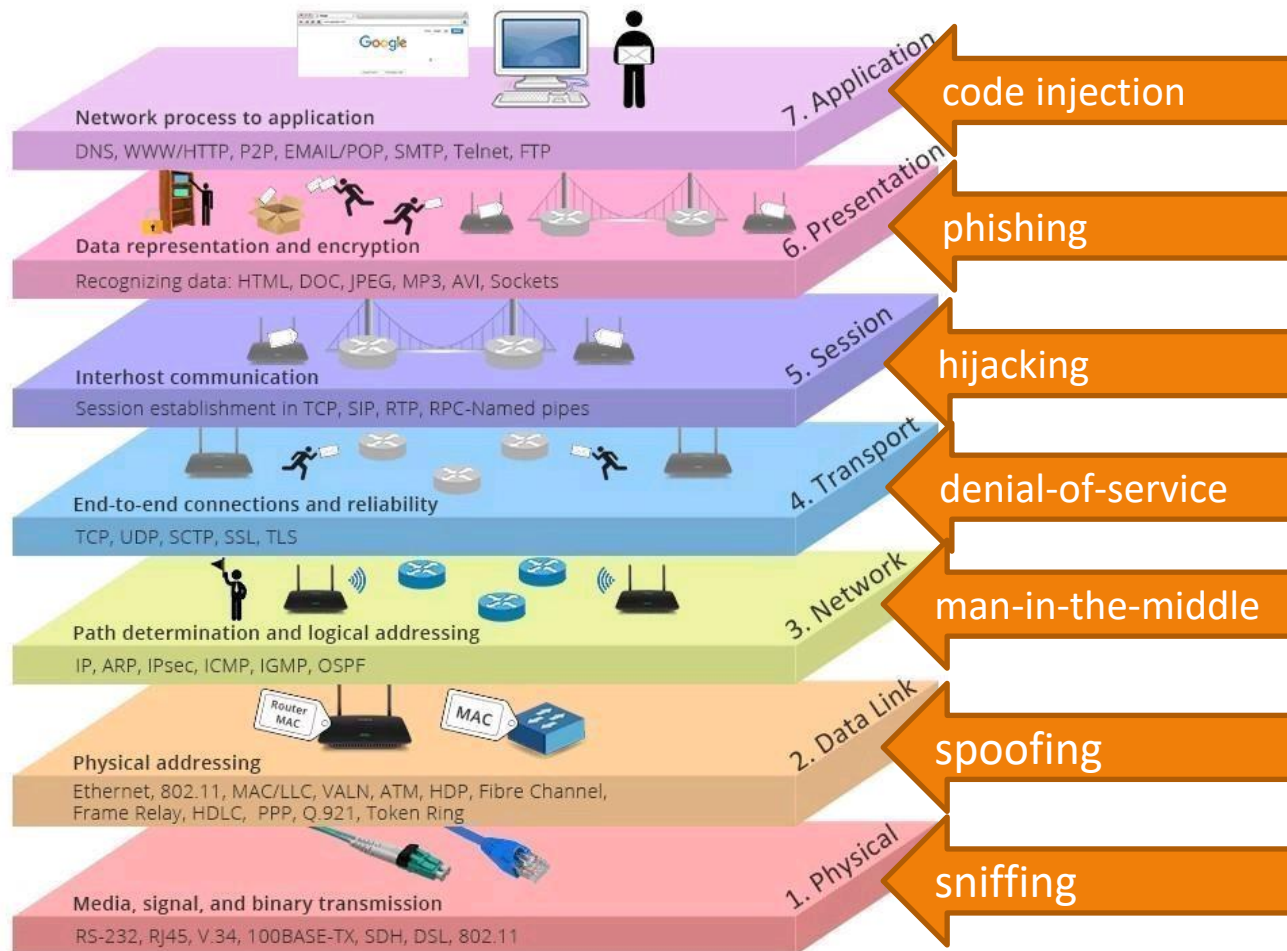 Google
7. Application
code injection
Network process to application
DNS, WWW/HTTP, P2P, EMAIL/POP, SMTP, Telnet, FTP
6. Presentation
phishing
Data representation and encryption
Recognizing data: HTML, DOC, JPEG, MP3, AVI, Sockets
5. Session
hijacking
Interhost communication
Session establishment in TCP, SIP, RTP, RPC-Named pipes
4. Transport
denial-of-service
End-to-end connections and reliability
TCP, UDP, SCTP, SSL, TLS
3. Network
man-in-the-middle
Path determination and logical addressing
IP, ARP, IPsec, ICMP, IGMP, OSPF
Router
MAC
MAC
2. Data Link
spoofing
Physical addressing
Ethernet, 802.11, MAC/LLC, VALN, ATM, HDP, Fibre Channel,
Frame Relay, HDLC, PPP, Q.921, Token Ring
1. Physical
sniffing
Media, signal, and binary transmission
RS-232, RJ45, V.34, 100BASE-TX, SDH, DSL, 802.11